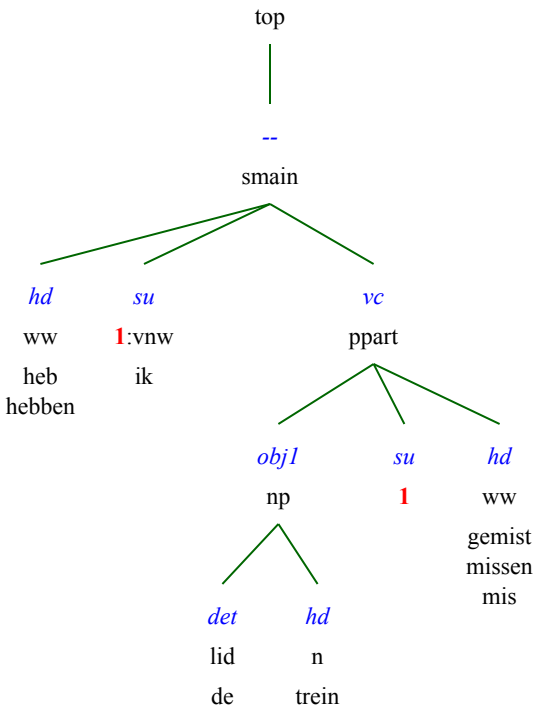 top
--
smain
hd su vc
ww 1:vnw ppart
heb ik
hebben
obj1 su hd
np 1 ww
gemist
missen
mis
det hd
lid n
de trein